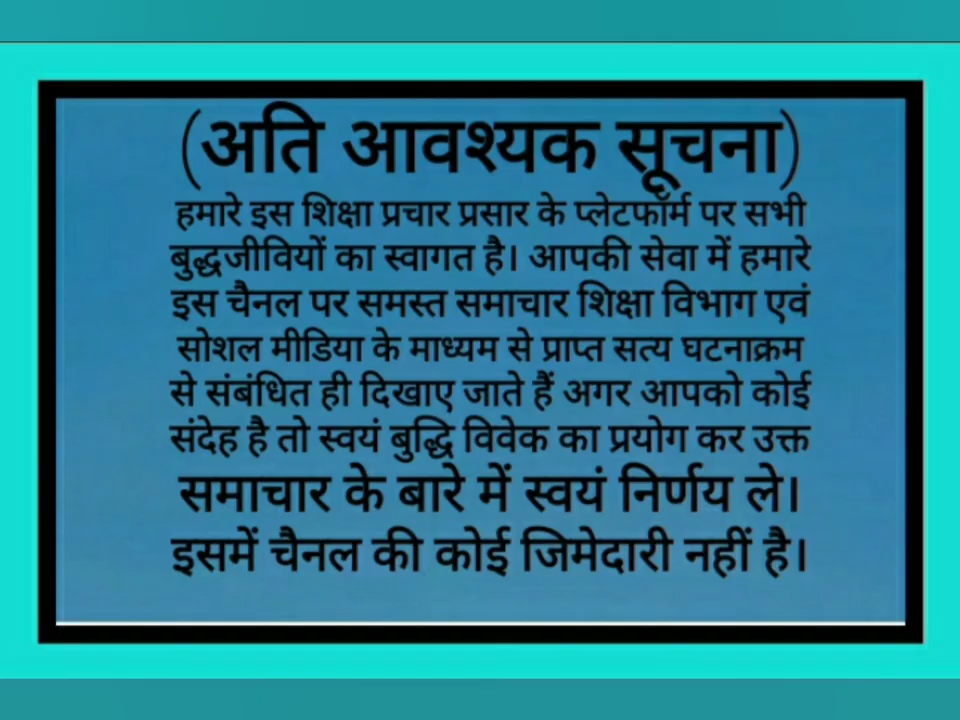 (अति आवश्यक सूचना)
हमारे इस शिक्षा प्रचार प्रसार के प्लेटफॉर्म पर सभी
बुद्धजीवियों का स्वागत है। आपकी सेवा में हमारे
इस चैनल पर समस्त समाचार शिक्षा विभाग एवं
सोशल मीडिया के माध्यम से प्राप्त सत्य घटनाक्रम
से संबंधित ही दिखाए जाते हैं अगर आपको कोई
संदेह है तो स्वयं बुद्धि विवेक का प्रयोग कर उक्त
समाचार के बारे में स्वयं निर्णय ले।
इसमें चैनल की कोई जिमेदारी नहीं है।